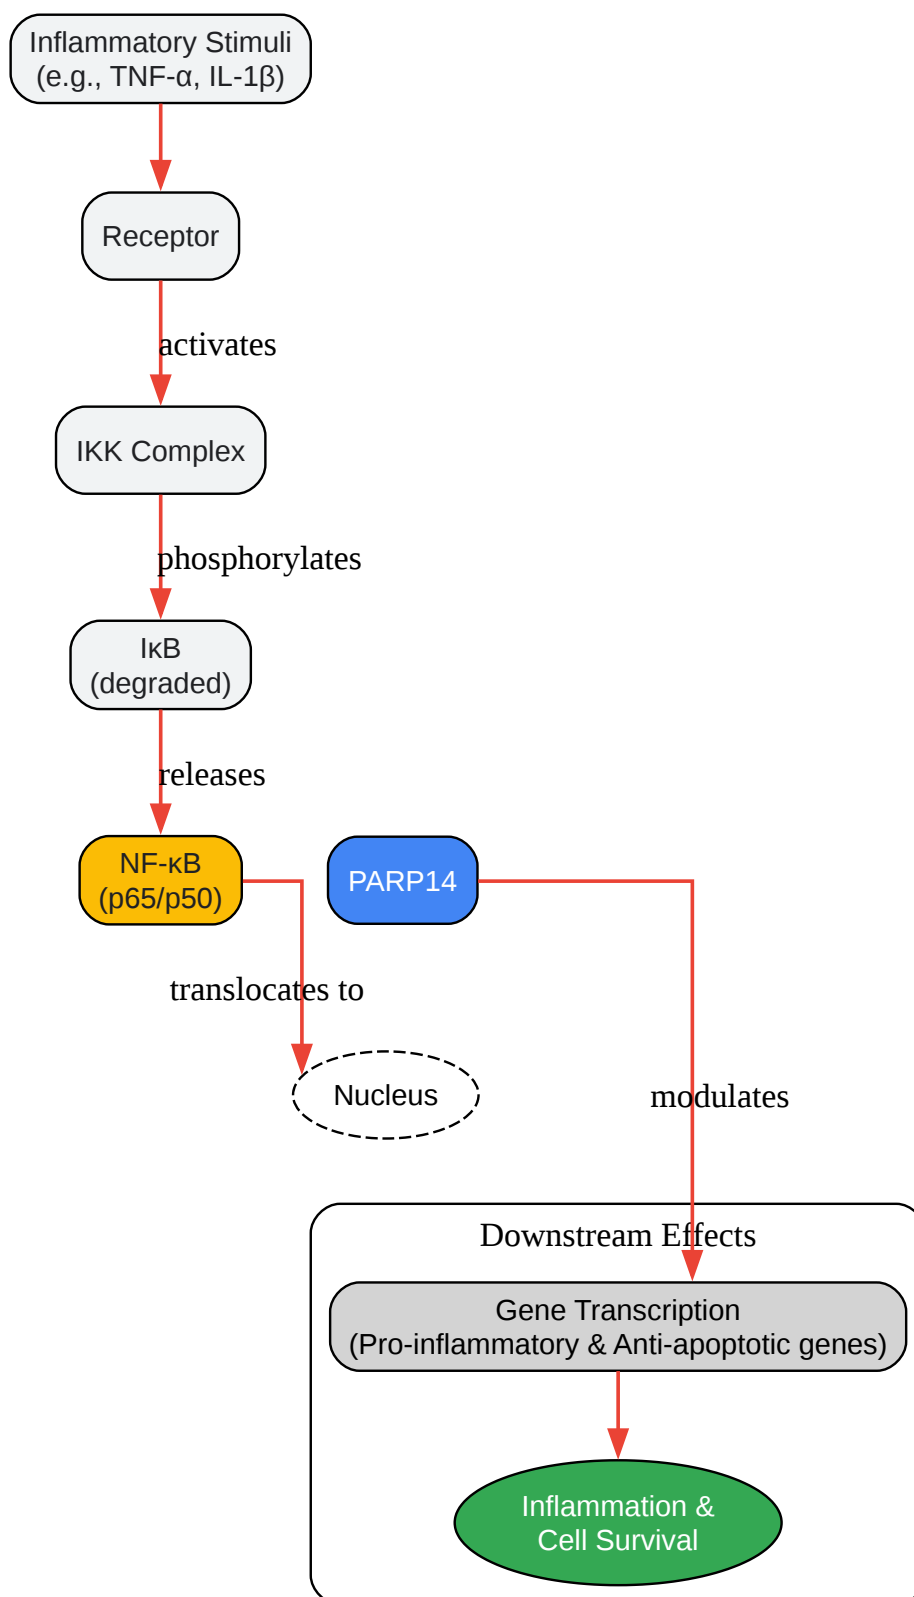 Inflammatory Stimuli
(e.g., TNF-α, IL-1β)
Receptor
activates
IKK Complex
phosphorylates
IκB
(degraded)
releases
NF-κB
(p65/p50)
PARP14
translocates to
Nucleus
modulates
Downstream Effects
Gene Transcription
(Pro-inflammatory & Anti-apoptotic genes)
Inflammation &
Cell Survival